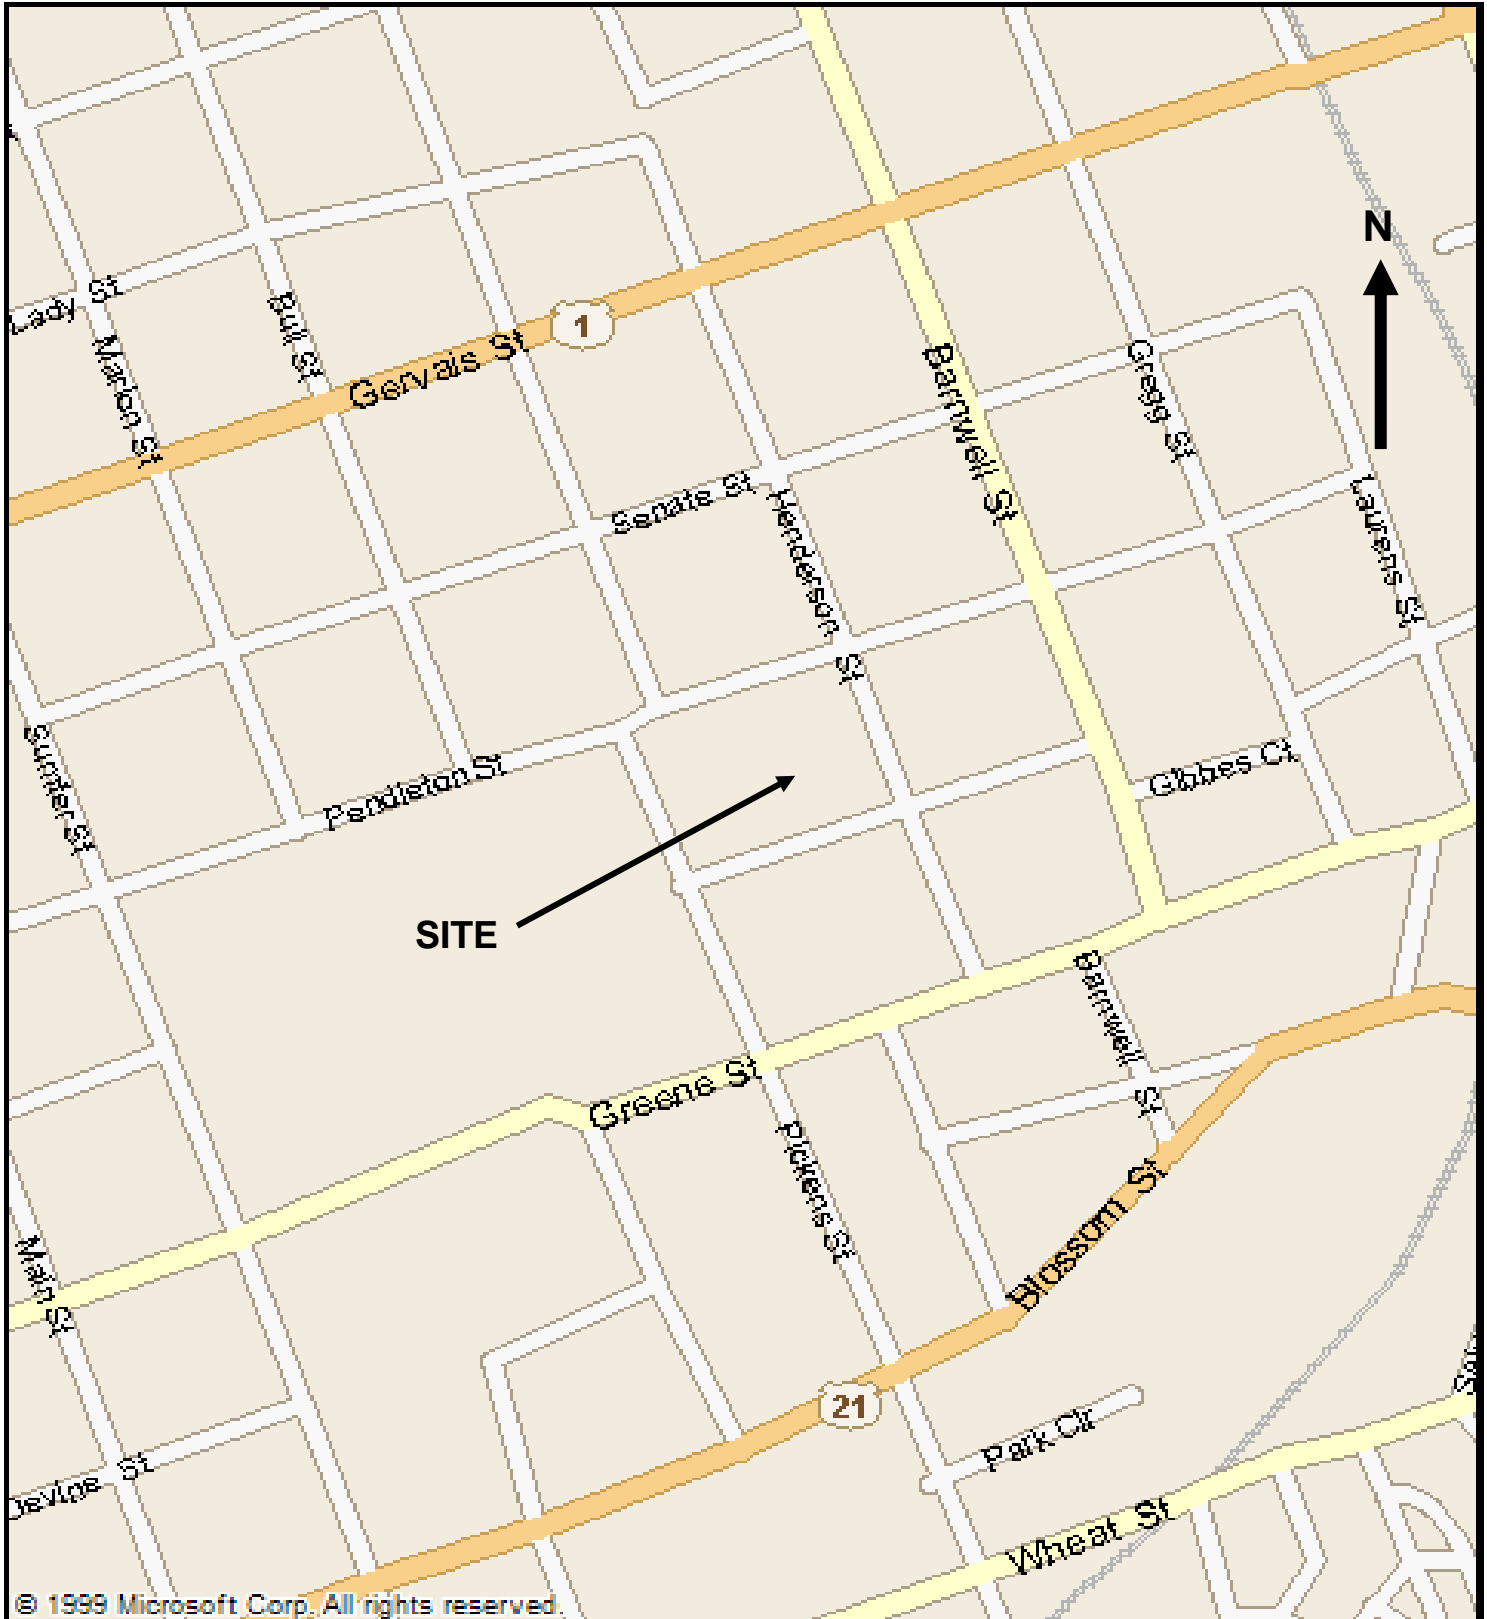 N
Lady St
Bull St
Marion St
Gervais St
1
Barnwell St
Gregg St
Senate St
Henderson St
Laurens St
Sumter St
Pendleton St
Gibbes Ct
SITE
Barnwell St
Greene St
Pickens St
Blossom St
Main St
21
Park Cir
Devine St
Wheat St
© 1999 Microsoft Corp. All rights reserved.